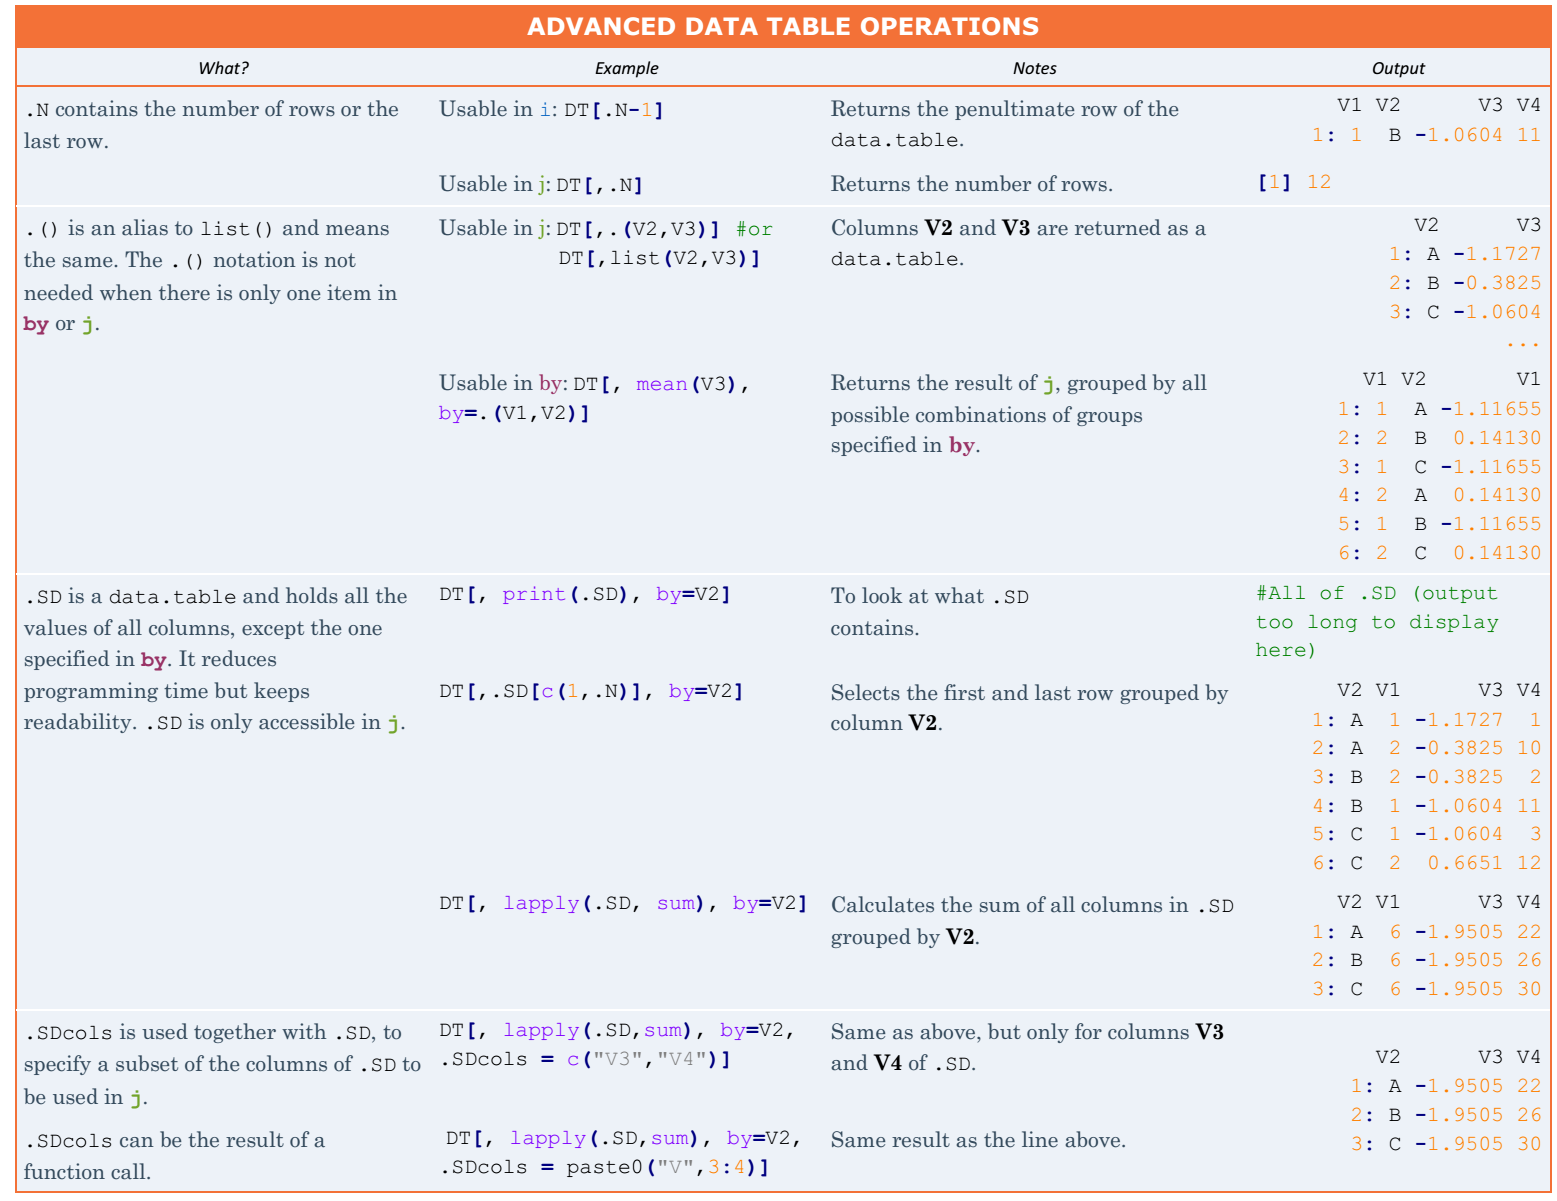 ADVANCED DATA TABLE OPERATIONS
What? Example Notes Output
.N contains the number of rows or the
last row.
Usable in i: DT[.N-1]
Returns the penultimate row of the
data.table.
V1 V2 V3 V4
1: 1 B -1.0604 11
Usable in j: DT[,.N]
Returns the number of rows.
[1] 12
.() is an alias to list() and means
the same. The .() notation is not
needed when there is only one item in
by or j.
Usable in j: DT[,.(V2,V3)] #or
DT[,list(V2,V3)]
Columns V2 and V3 are returned as a
data.table.
V2 V3
1: A -1.1727
2: B -0.3825
3: C -1.0604
...
Usable in by: DT[, mean(V3),
by=.(V1,V2)]
Returns the result of j, grouped by all
possible combinations of groups
specified in by.
V1 V2 V1
1: 1 A -1.11655
2: 2 B 0.14130
3: 1 C -1.11655
4: 2 A 0.14130
5: 1 B -1.11655
6: 2 C 0.14130
.SD is a data.table and holds all the
values of all columns, except the one
specified in by. It reduces
programming time but keeps
readability. .SD is only accessible in j.
DT[, print(.SD), by=V2]
To look at what .SD
contains.
#All of .SD (output
too long to display
here)
DT[,.SD[c(1,.N)], by=V2]
Selects the first and last row grouped by
column V2.
V2 V1 V3 V4
1: A 1 -1.1727 1
2: A 2 -0.3825 10
3: B 2 -0.3825 2
4: B 1 -1.0604 11
5: C 1 -1.0604 3
6: C 2 0.6651 12
DT[, lapply(.SD, sum), by=V2]
Calculates the sum of all columns in .SD
grouped by V2.
V2 V1 V3 V4
1: A 6 -1.9505 22
2: B 6 -1.9505 26
3: C 6 -1.9505 30
.SDcols is used together with .SD, to
specify a subset of the columns of .SD to
be used in j.
DT[, lapply(.SD,sum), by=V2,
.SDcols = c("V3","V4")]
Same as above, but only for columns V3
and V4 of .SD.
V2 V3 V4
1: A -1.9505 22
2: B -1.9505 26
3: C -1.9505 30
.SDcols can be the result of a
function call.
DT[, lapply(.SD,sum), by=V2,
.SDcols = paste0("V",3:4)]
Same result as the line above.